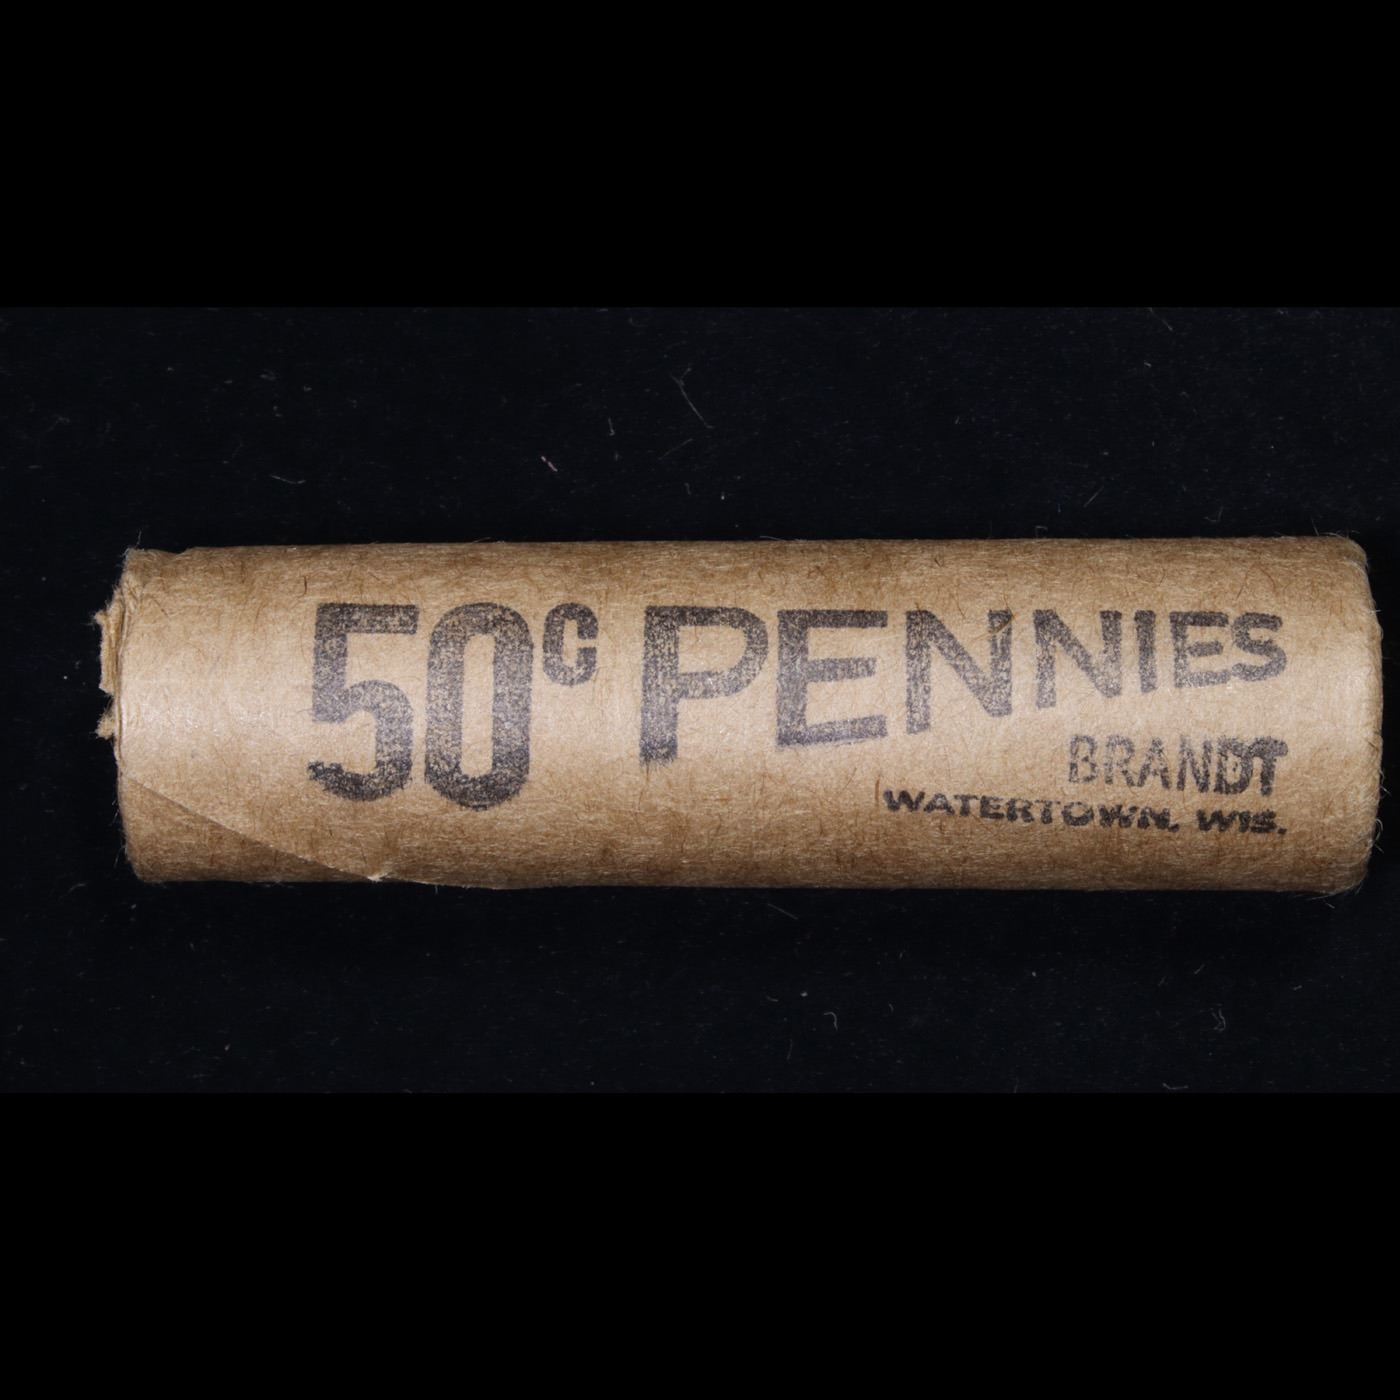 50c PENNIES
BRANDT
WATERTOWN, WIS.